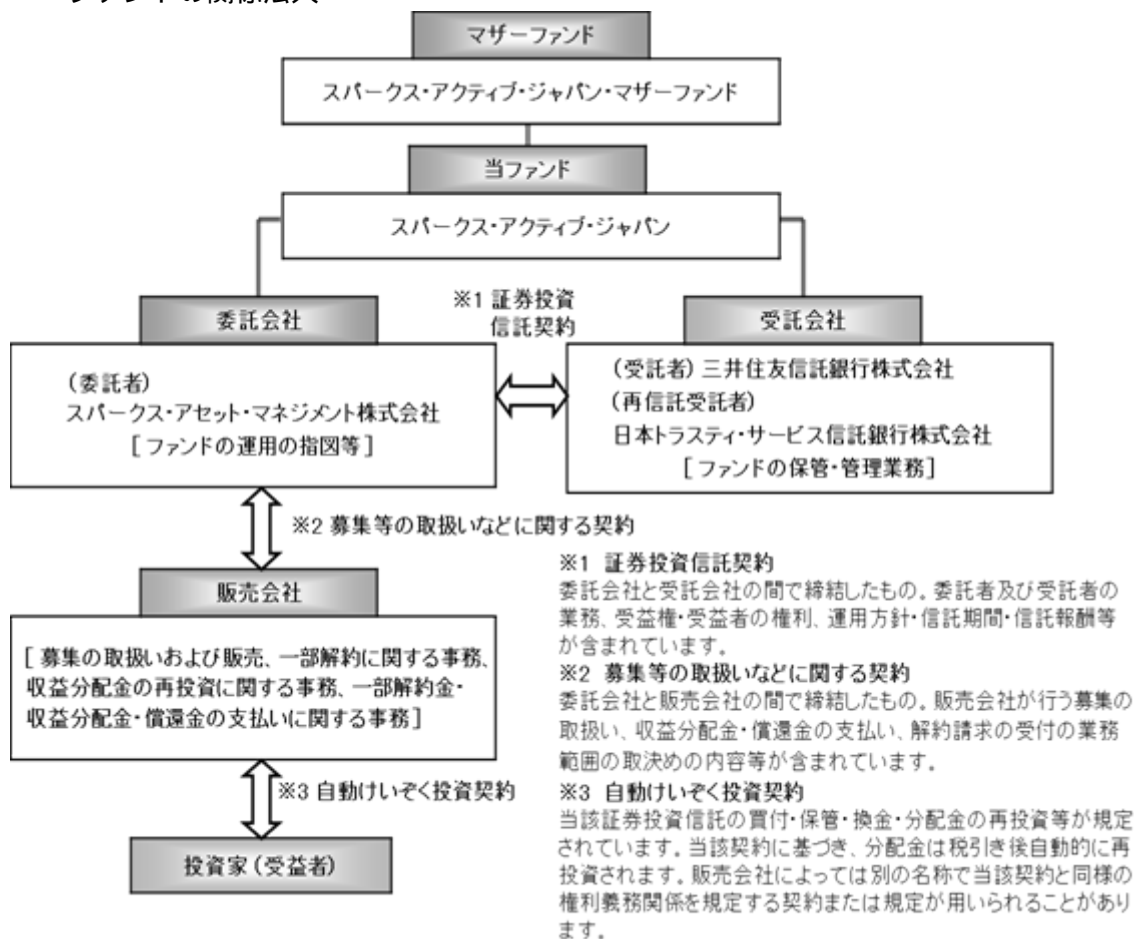 ファンドの関係法人
マザーファンド
スパークス・アクティブ・ジャパン・マザーファンド
当ファンド
スパークス・アクティブ・ジャパン
※1 証券投資
信託契約
委託会社
(委託者)
スパークス・アセット・マネジメント株式会社
[ファンドの運用の指図等]
受託会社
(受託者) 三井住友信託銀行株式会社
(再信託受託者)
日本トラスティ・サービス信託銀行株式会社
[ファンドの保管・管理業務]
※2 募集等の取扱いなどに関する契約
販売会社
[ 募集の取扱いおよび販売、一部解約に関する事務、
収益分配金の再投資に関する事務、一部解約金・
収益分配金・償還金の支払いに関する事務]
※3 自動けいぞく投資契約
投資家(受益者)
※1 証券投資信託契約
委託会社と受託会社の間で締結したもの。委託者及び受託者の
業務、受益権・受益者の権利、運用方針・信託期間・信託報酬等
が含まれています。
※2 募集等の取扱いなどに関する契約
委託会社と販売会社の間で締結したもの。販売会社が行う募集の
取扱い、収益分配金・償還金の支払い、解約請求の受付の業務
範囲の取決めの内容等が含まれています。
※3 自動けいぞく投資契約
当該証券投資信託の買付・保管・換金・分配金の再投資等が規定
されています。当該契約に基づき、分配金は税引き後自動的に再
投資されます。販売会社によっては別の名称で当該契約と同様の
権利義務関係を規定する契約または規定が用いられることがあり
ます。